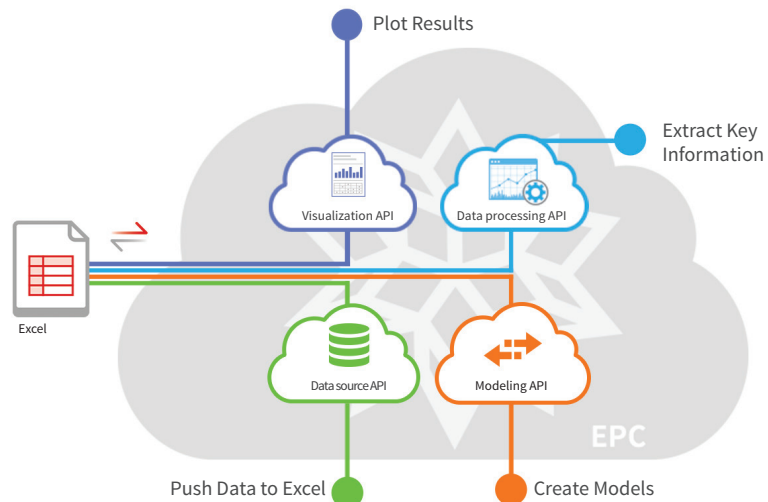 Plot Results
Extract Key
Information
Visualization API
Data processing API
Excel
Data source API
Modeling API
EPC
Push Data to Excel
Create Models